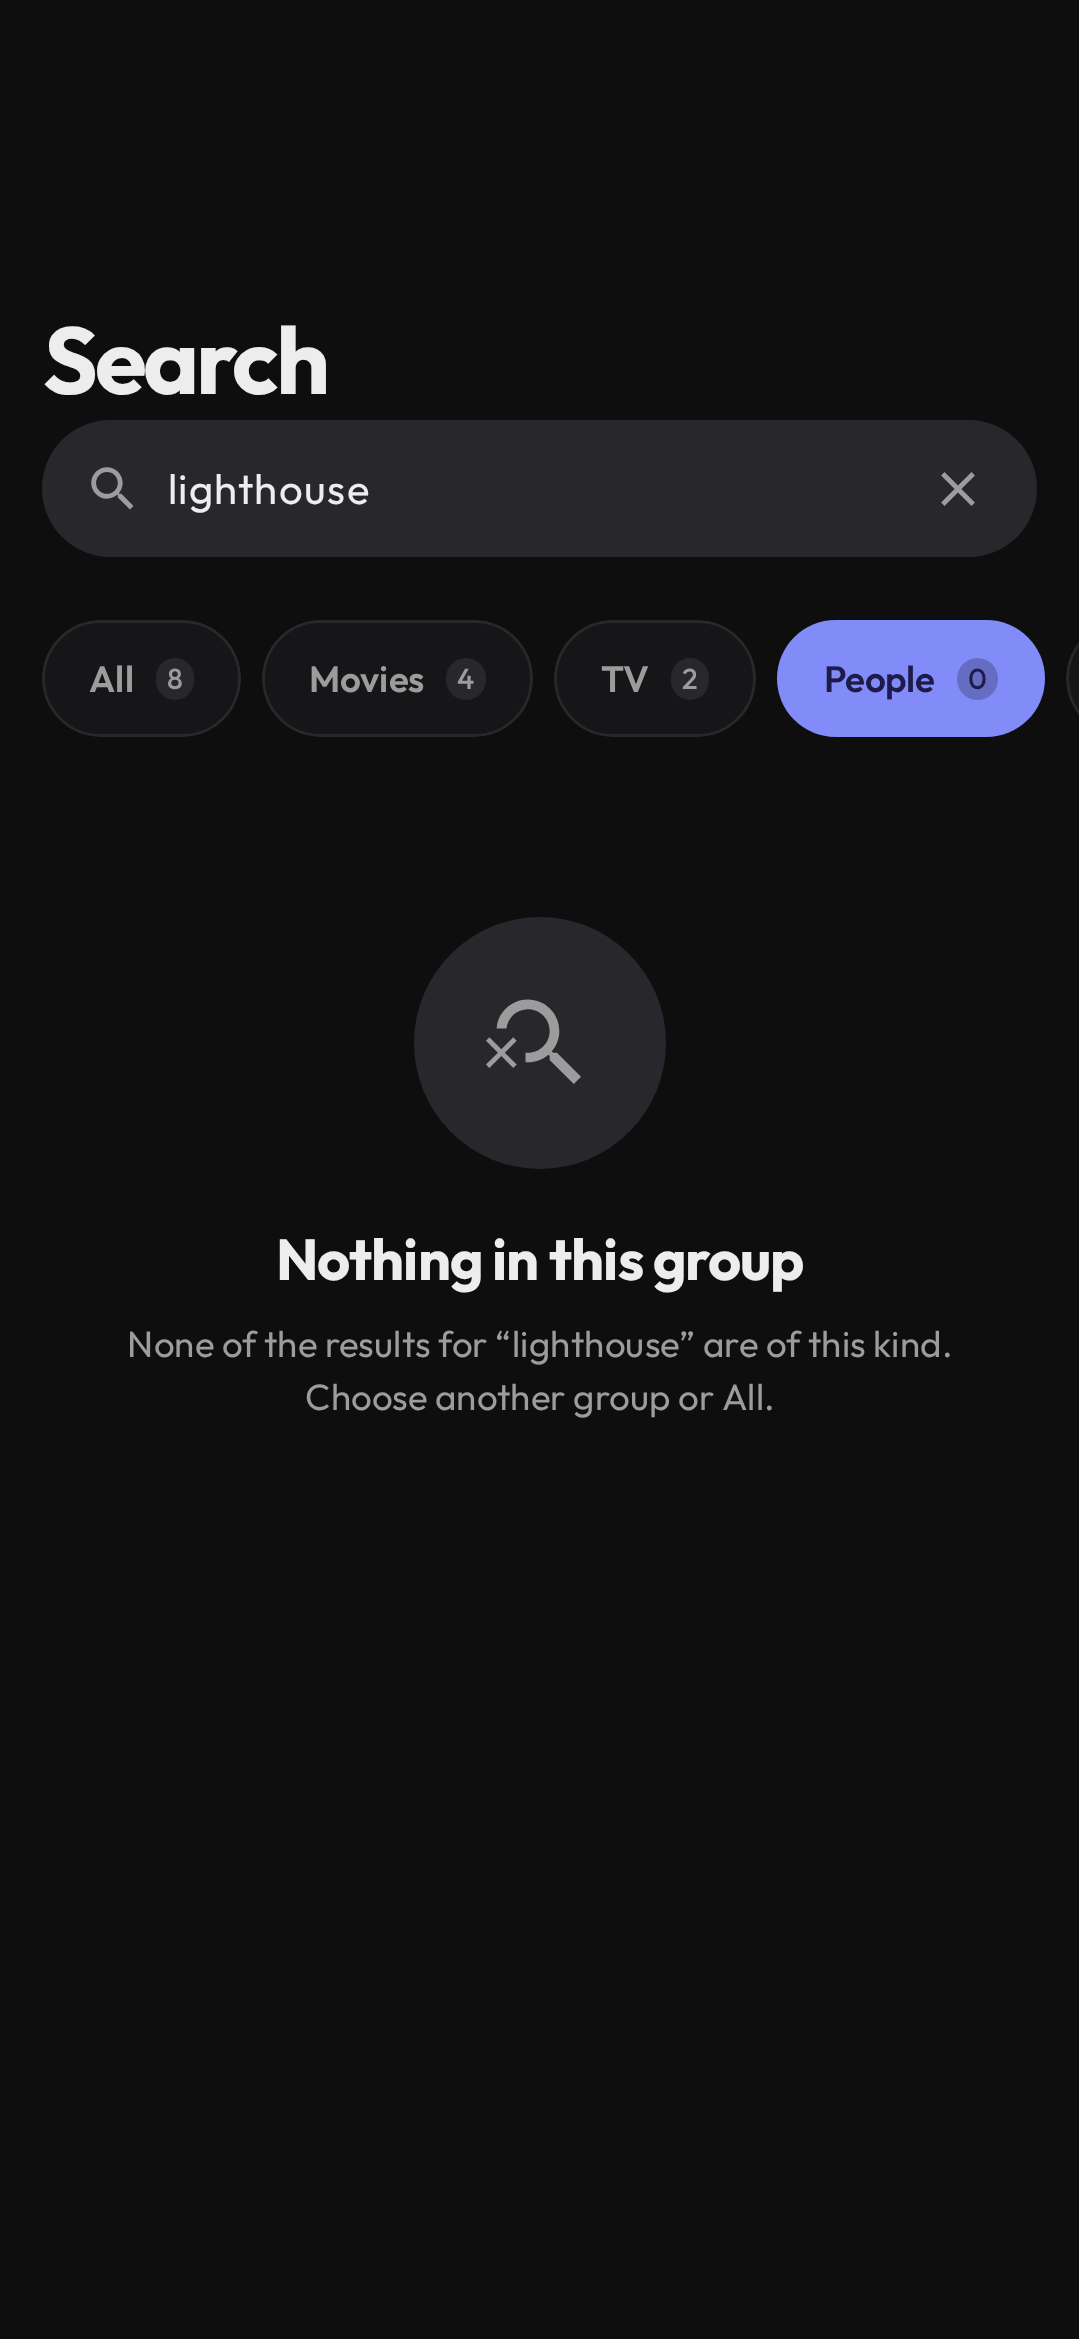 Search
lighthouse
All 8 Movies 4 TV 2 People 0
Nothing in this group
None of the results for “lighthouse” are of this kind.
Choose another group or All.